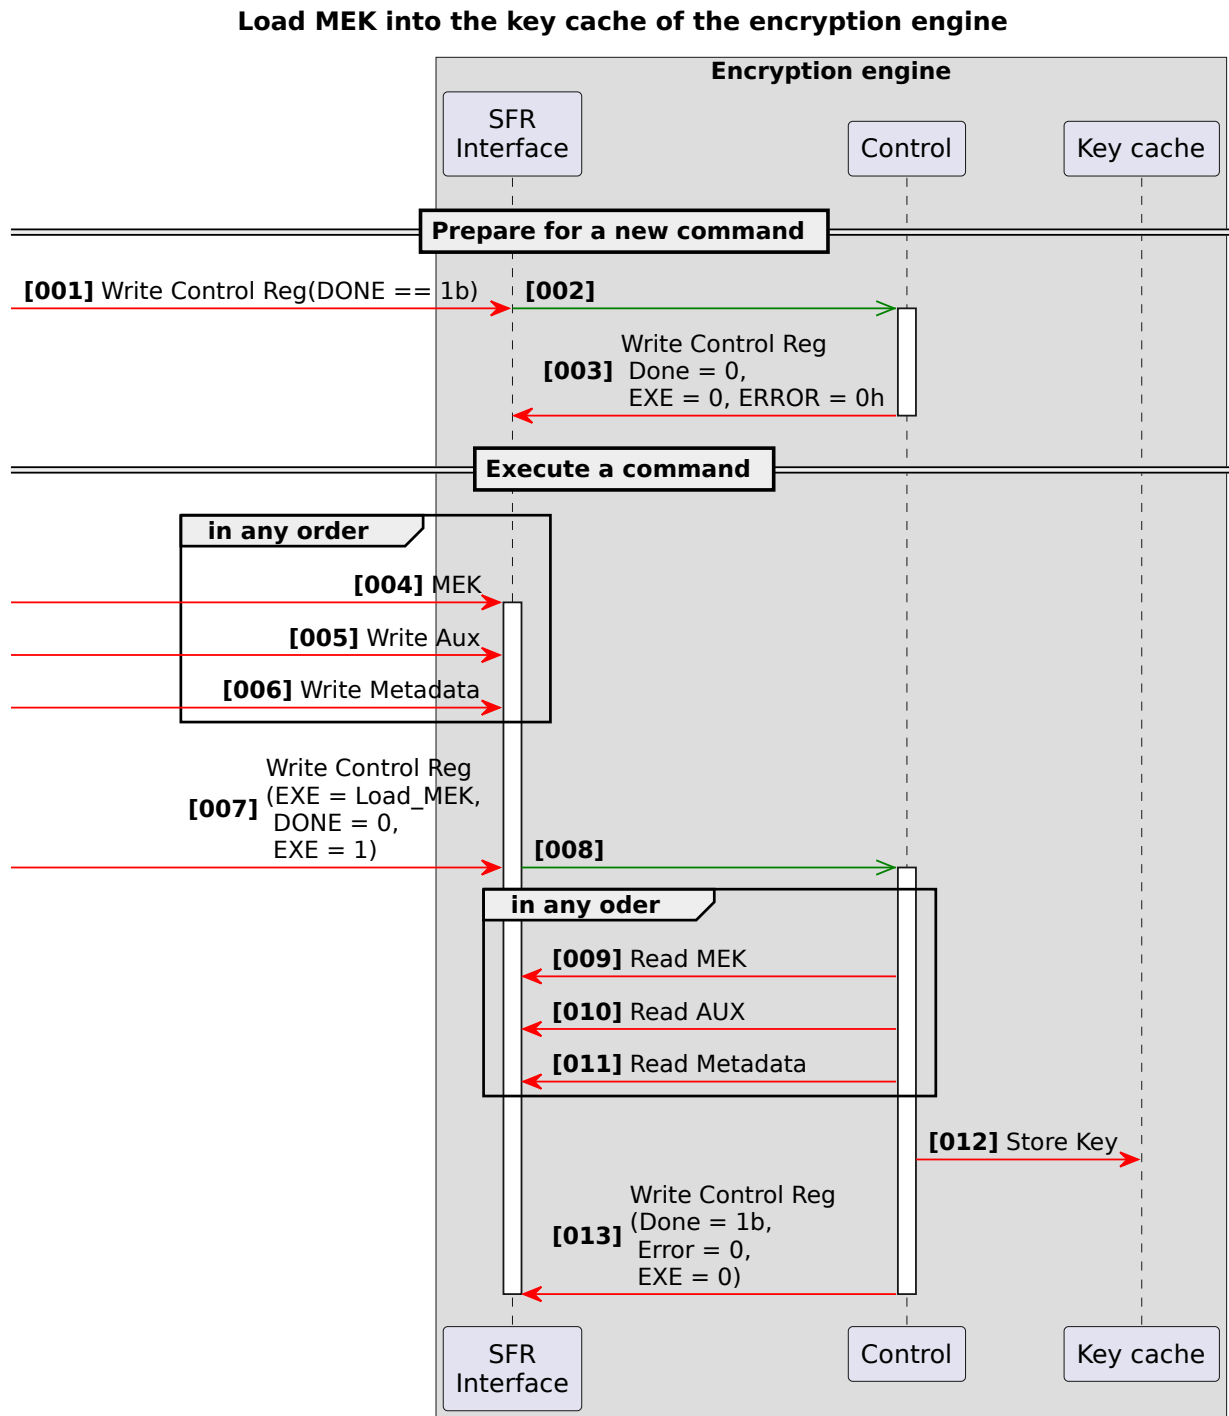 Load MEK into the key cache of the encryption engine
Encryption engine
SFR
Interface
Control
Key cache
Prepare for a new command
[001] Write Control Reg(DONE == 1b)
[002]
Write Control Reg
[003] Done = 0,
EXE = 0, ERROR = 0h
Execute a command
in any order
[004] MEK
[005] Write Aux
[006] Write Metadata
Write Control Reg
[007] (EXE = Load_MEK,
DONE = 0,
EXE = 1)
[008]
in any oder
[009] Read MEK
[010] Read AUX
[011] Read Metadata
[012] Store Key
Write Control Reg
[013] (Done = 1b,
Error = 0,
EXE = 0)
SFR
Interface
Control
Key cache